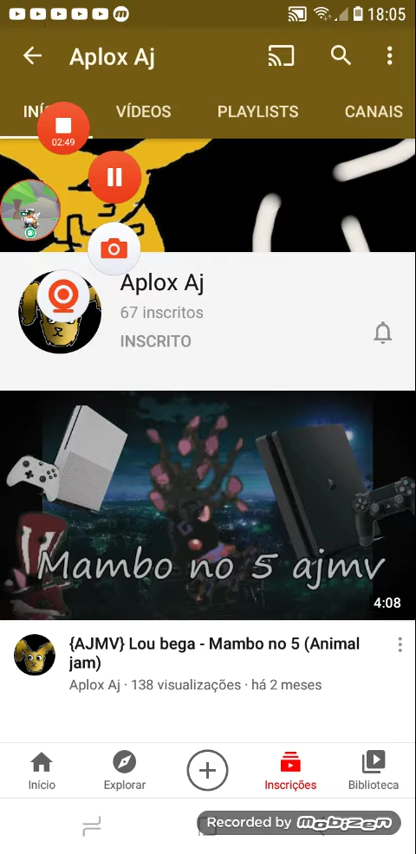 18:05
Aplox Aj
INÍC
VÍDEOS
PLAYLISTS
CANAIS
02:49
Aplox Aj
67 inscritos
INSCRITO
Mambo no 5 ajmv
4:08
{AJMV} Lou bega - Mambo no 5 (Animal
jam)
Aplox Aj · 138 visualizações · há 2 meses
Início
Explorar
Inscrições
Biblioteca
Recorded by mobizen